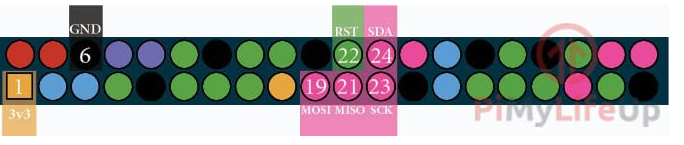 GND
RST SDA
6
22 24
1
19 21 23
3v3
MOSI MISO SCK
PiMyLifeUp